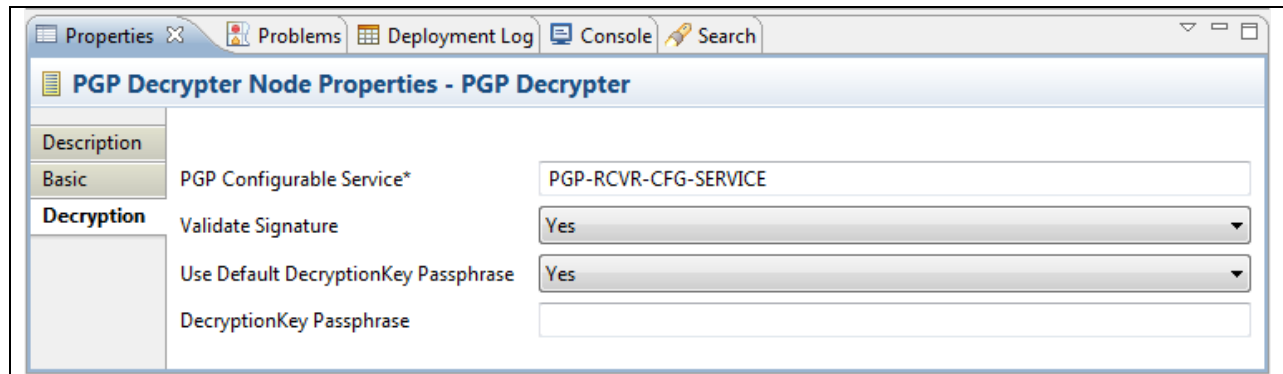 Properties Problems Deployment Log Console Search
PGP Decrypter Node Properties - PGP Decrypter
Description
Basic
Decryption
PGP Configurable Service* PGP-RCVR-CFG-SERVICE
Validate Signature Yes
Use Default DecryptionKey Passphrase Yes
DecryptionKey Passphrase